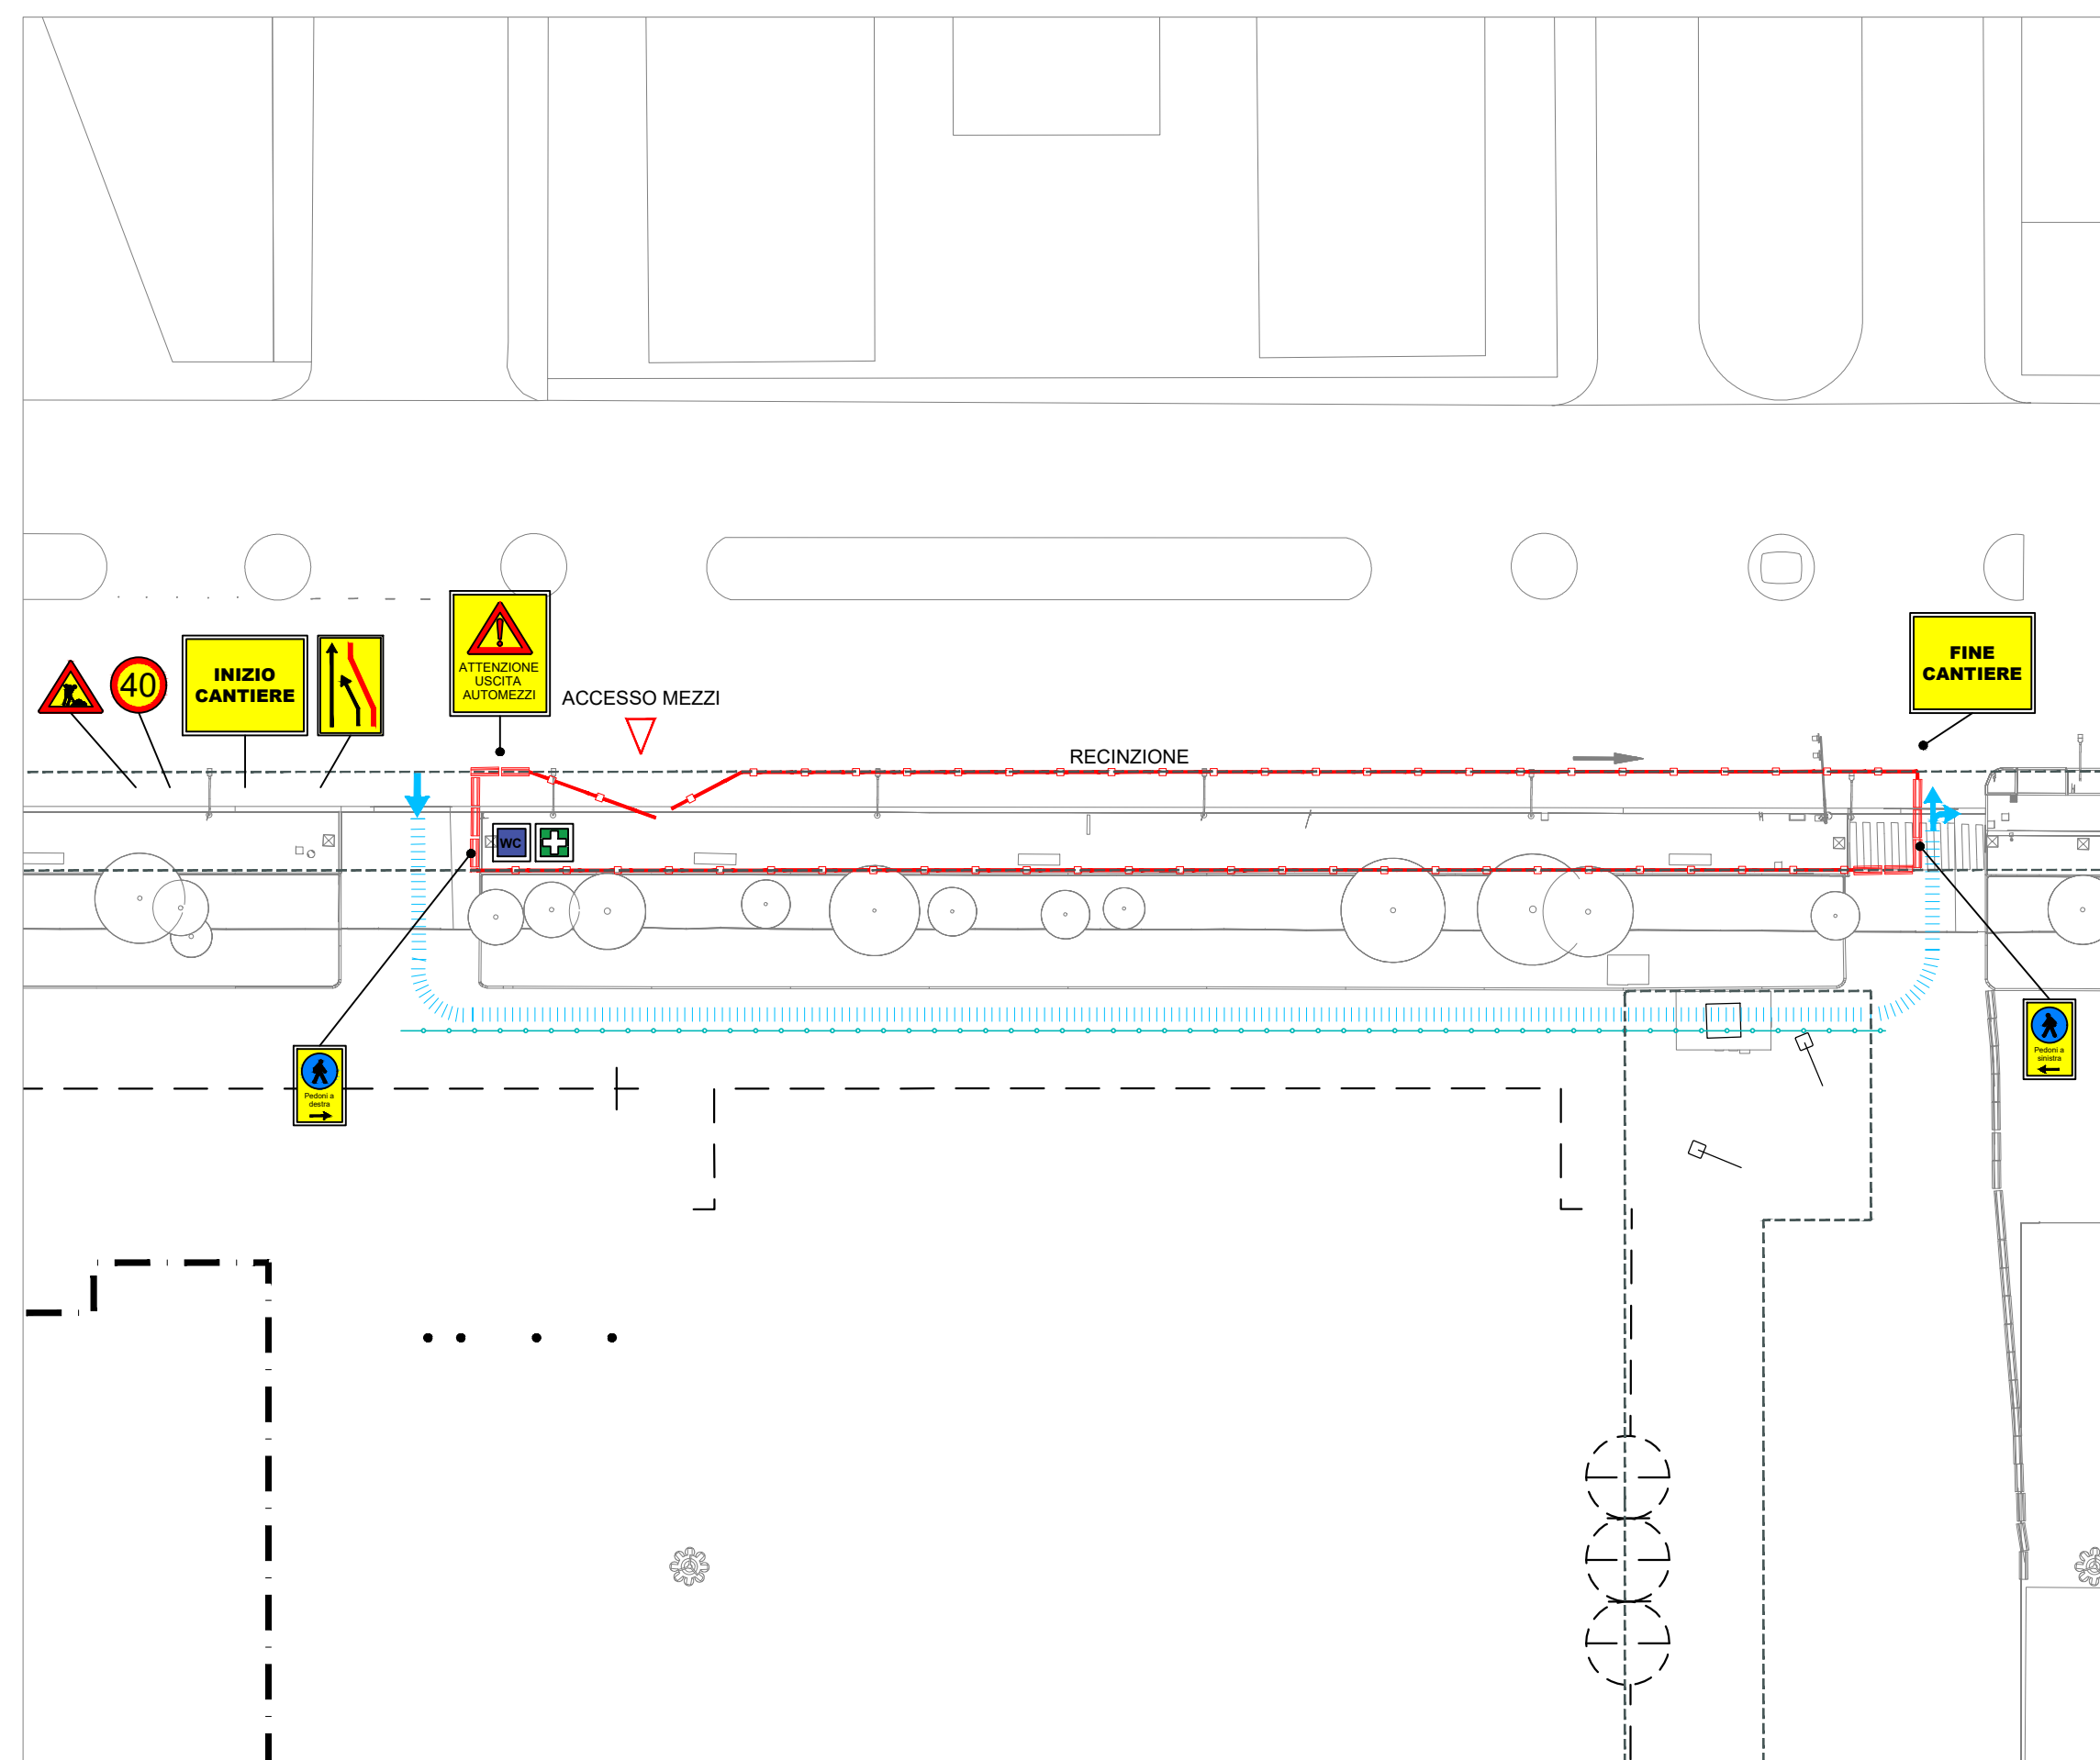 40
INIZIO
CANTIERE
ATTENZIONE
USCITA
AUTOMEZZI
ACCESSO MEZZI
RECINZIONE
FINE
CANTIERE
WC
Pedoni a
destra
Pedoni a
sinistra